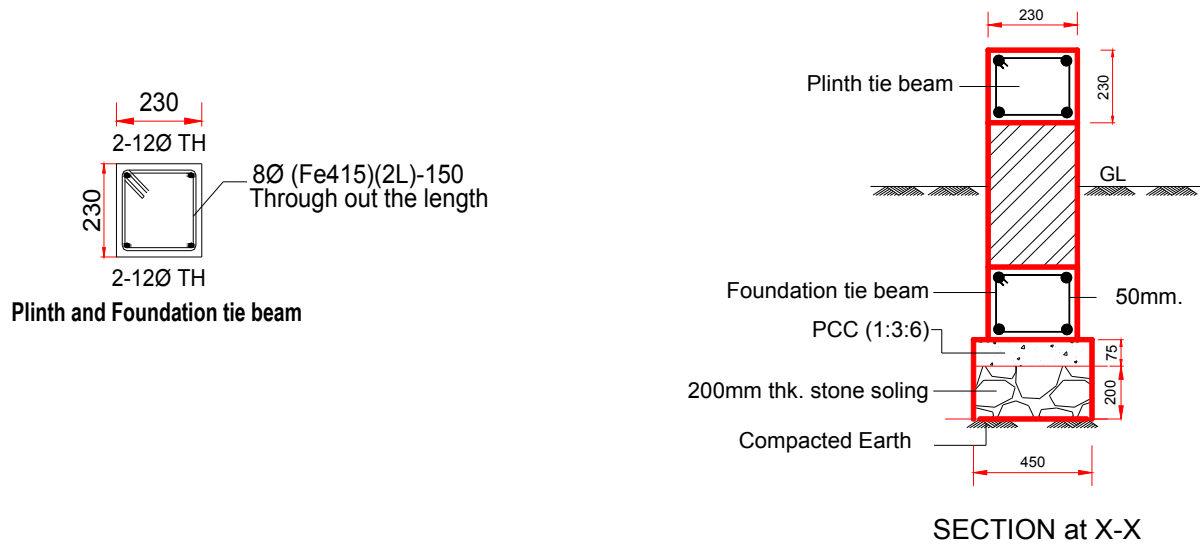 230
2-12Ø TH
230
8Ø (Fe415)(2L)-150
Through out the length
2-12Ø TH
Plinth and Foundation tie beam
230
Plinth tie beam
230
GL
Foundation tie beam
50mm.
PCC (1:3:6)
75
200mm thk. stone soling
200
Compacted Earth
450
SECTION at X-X